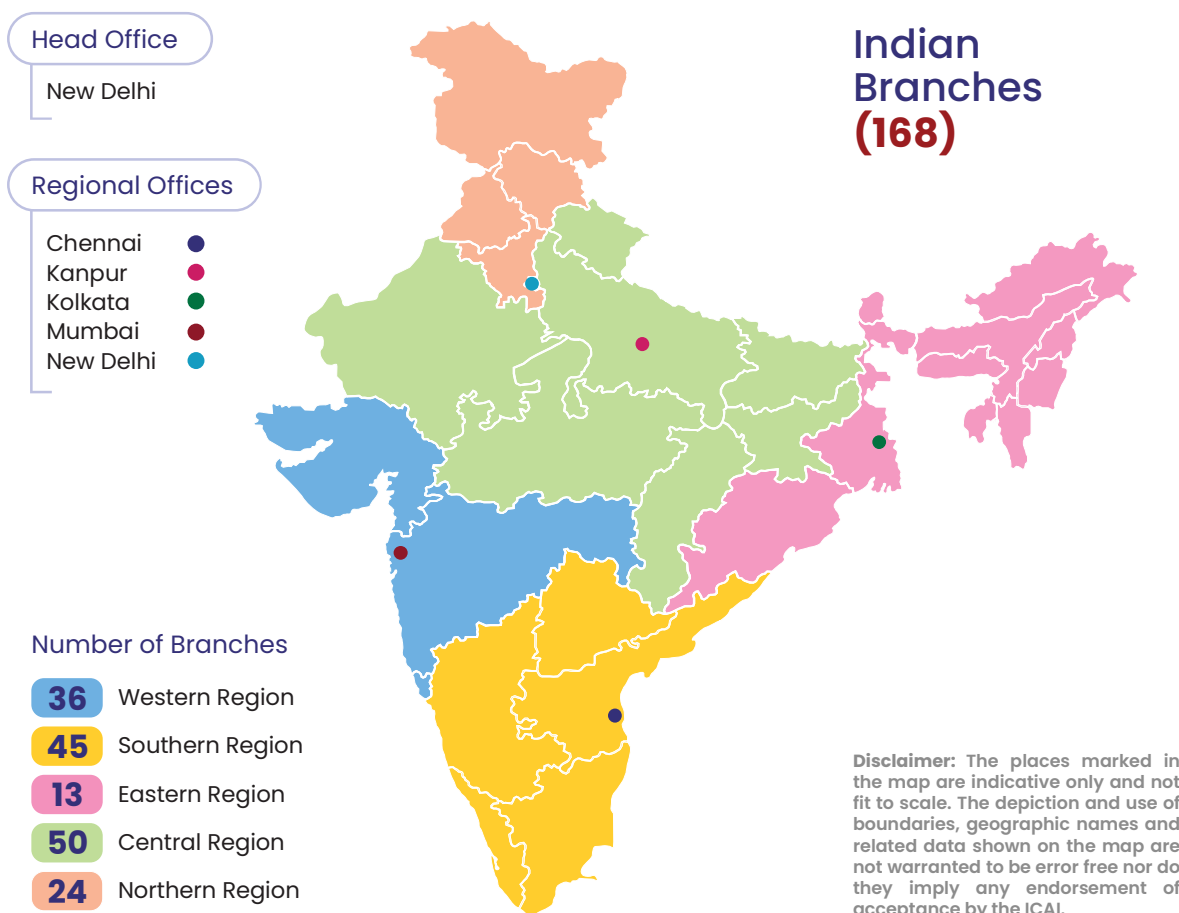 Head Office
New Delhi
Regional Offices
Chennai
Kanpur
Kolkata
Mumbai
New Delhi
Indian
Branches
(168)
Number of Branches
36 Western Region
45 Southern Region
13 Eastern Region
50 Central Region
24 Northern Region
Disclaimer: The places marked in
the map are indicative only and not
fit to scale. The depiction and use of
boundaries, geographic names and
related data shown on the map are
not warranted to be error free nor do
they imply any endorsement of
acceptance by the ICAI.